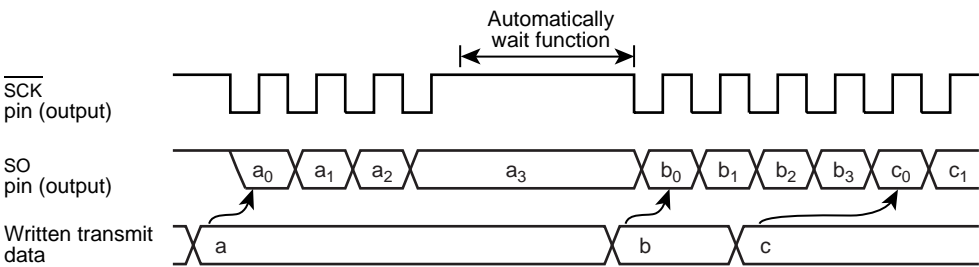 Automatically
wait function
SCK
pin (output)
SO
pin (output)
a0 a1 a2 a3 b0 b1 b2 b3 c0 c1
Written transmit
data
a b c